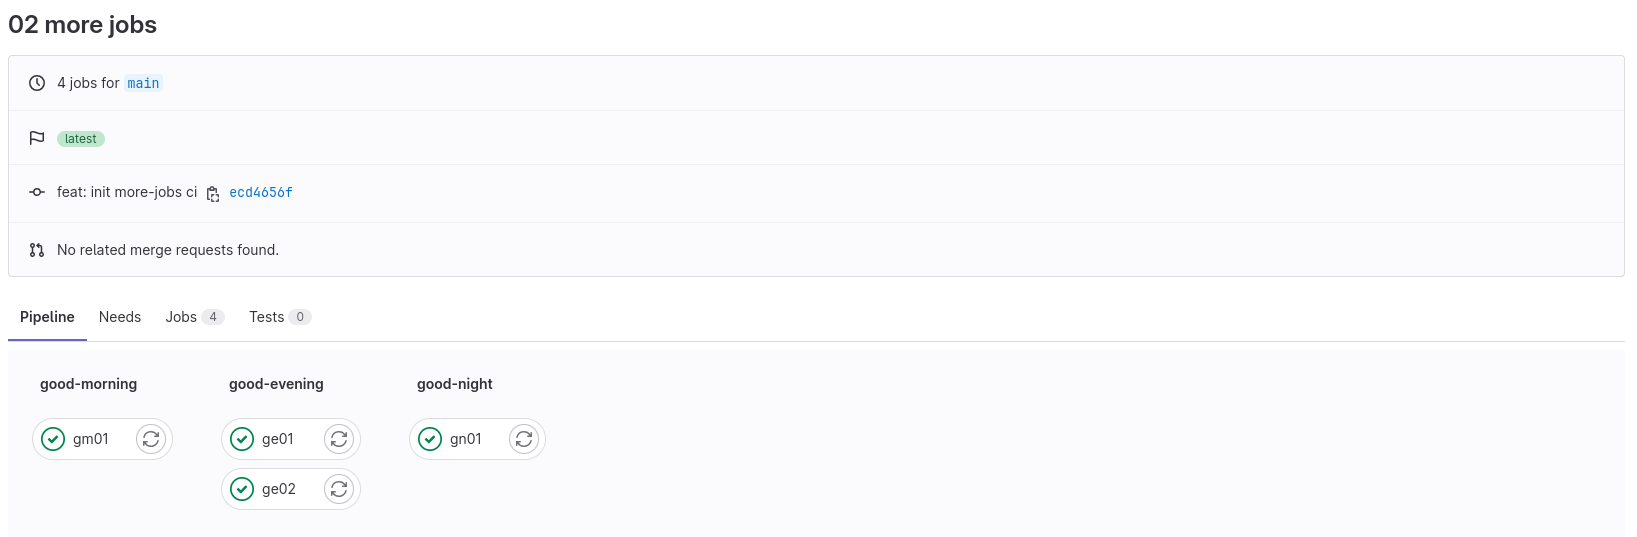 02 more jobs
4 jobs for main
latest
feat: init more-jobs ci ecd4656f
No related merge requests found.
Pipeline Needs Jobs 4 Tests 0
good-morning good-evening good-night
gm01 ge01 gn01
ge02